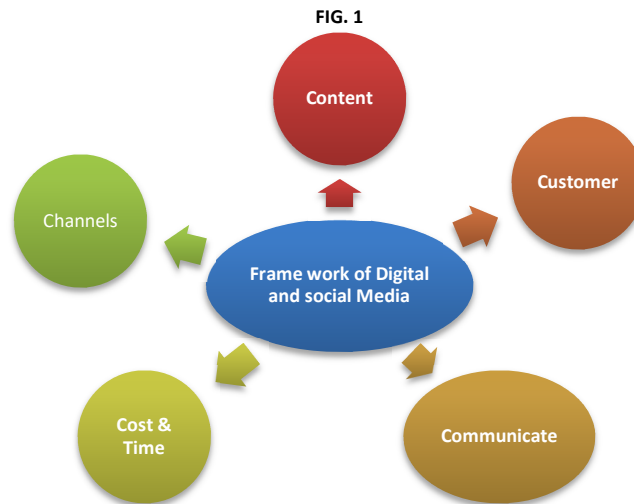 FIG. 1
Content
Customer
Channels
Frame work of Digital
and social Media
Cost &
Time
Communicate